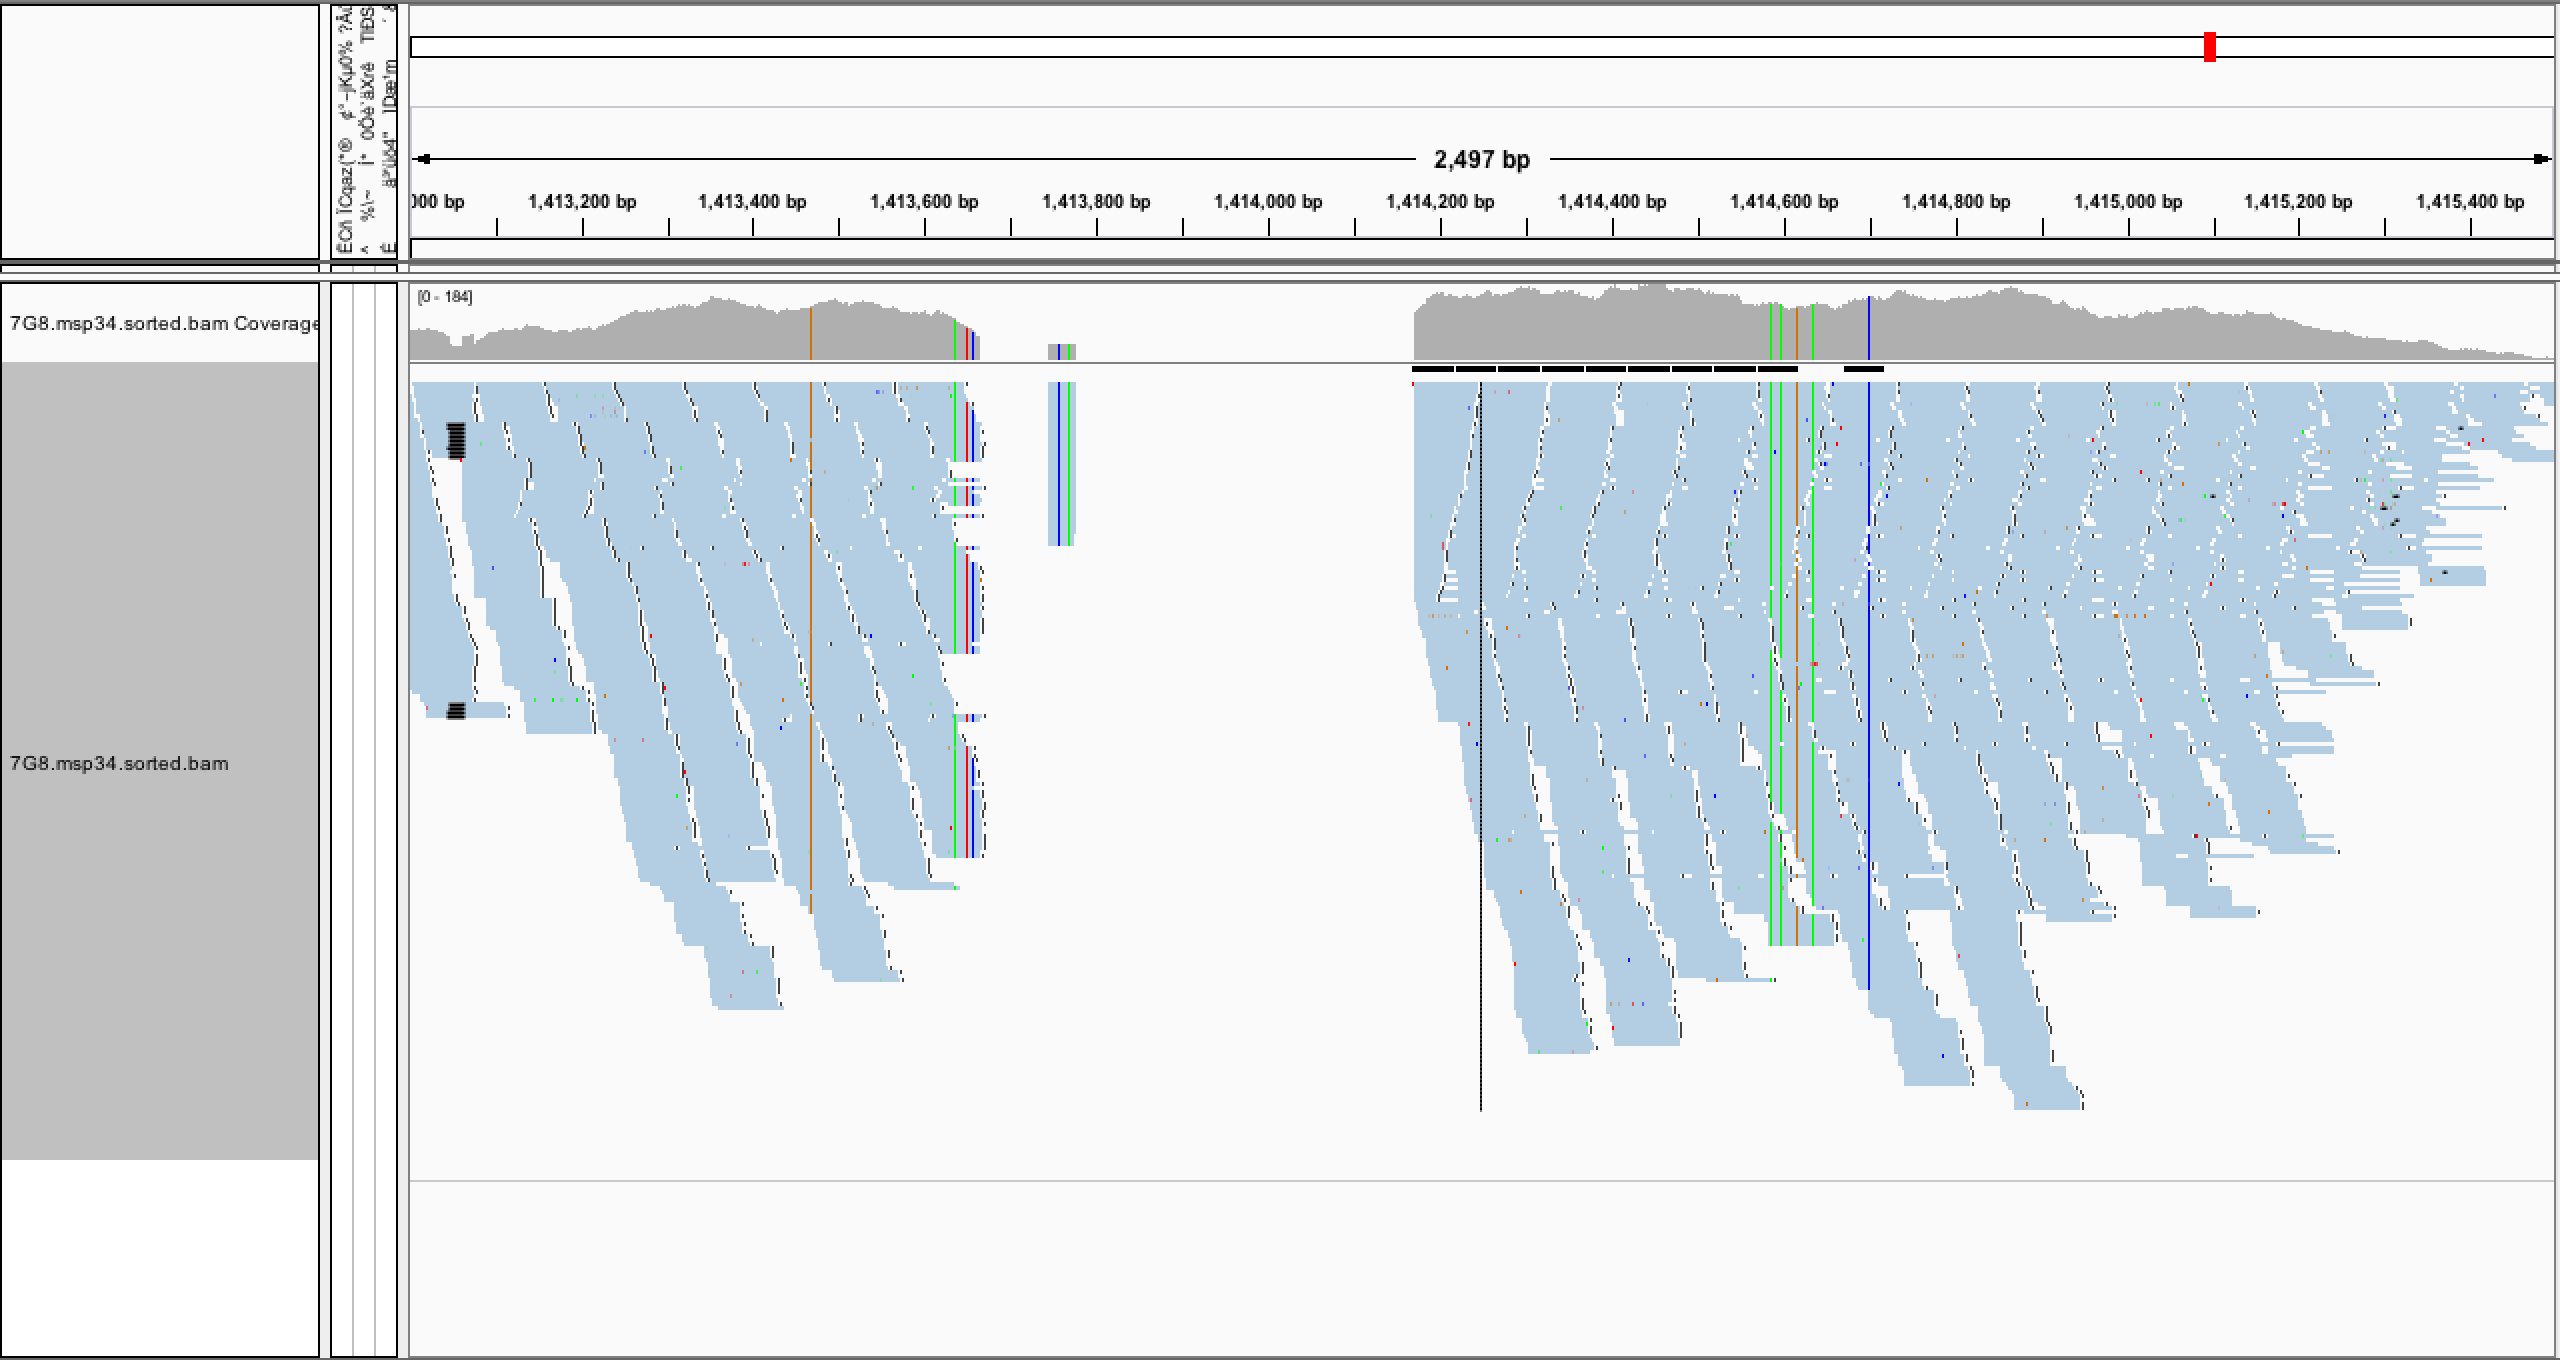 2,497 bp
000 bp 1,413,200 bp 1,413,400 bp 1,413,600 bp 1,413,800 bp 1,414,000 bp 1,414,200 bp 1,414,400 bp 1,414,600 bp 1,414,800 bp 1,415,000 bp 1,415,200 bp 1,415,400 bp
[0 - 184]
7G8.msp34.sorted.bam Coverage
7G8.msp34.sorted.bam